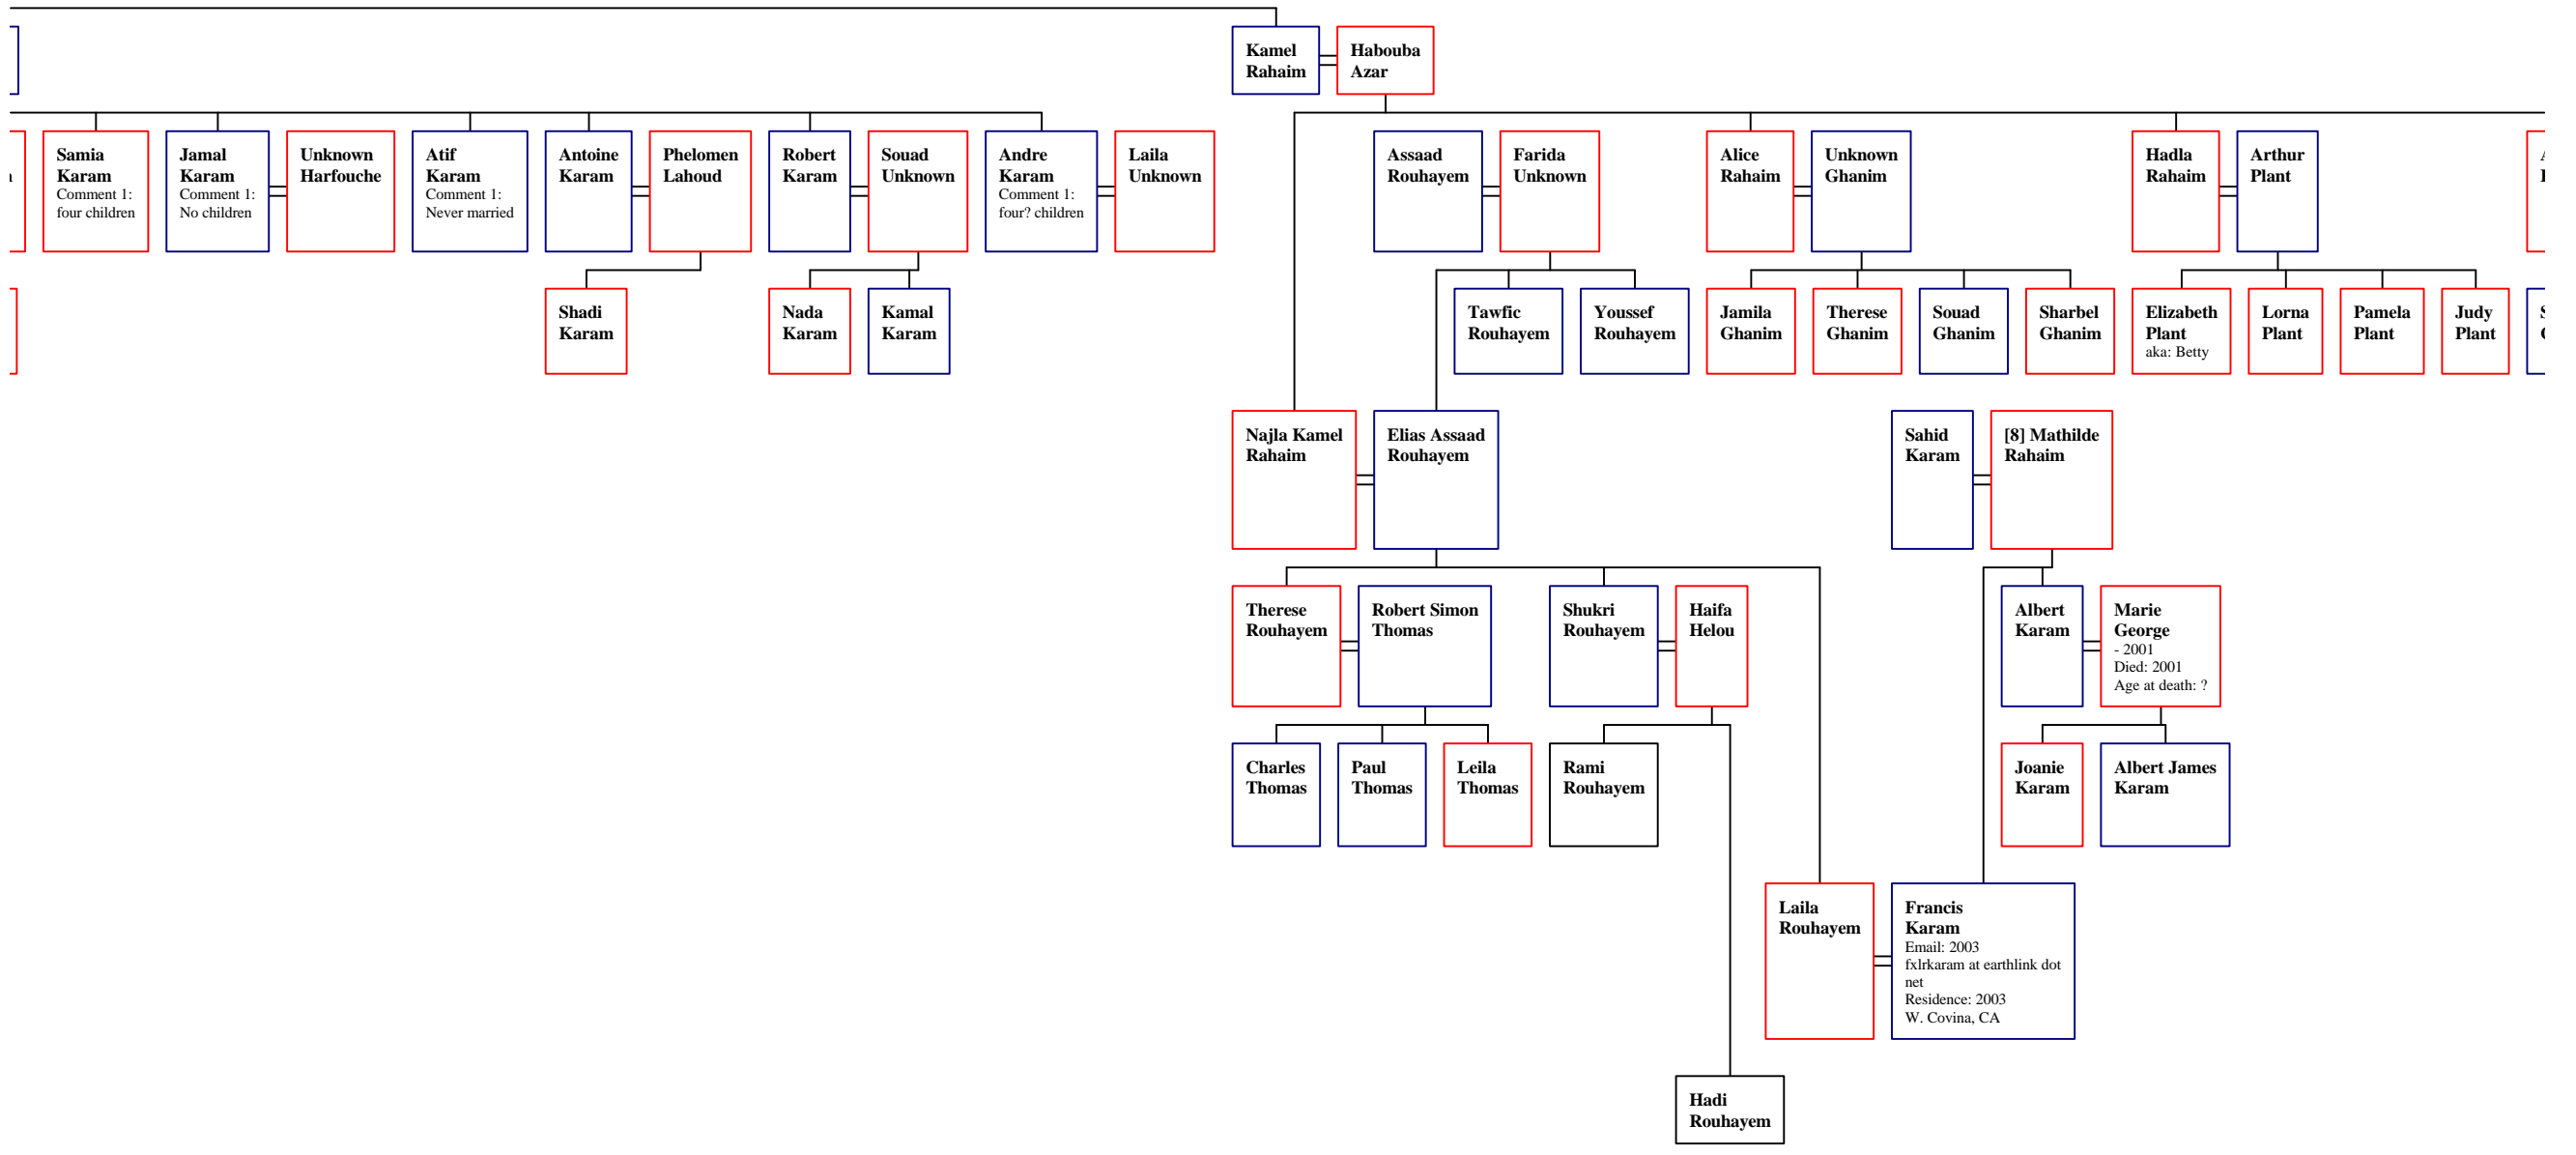 Kamel
Rahaim
Habouba
Azar
Samia
Karam
Comment 1:
four children
Jamal
Karam
Comment 1:
No children
Unknown
Harfouche
Atif
Karam
Comment 1:
Never married
Antoine
Karam
Phelomen
Lahoud
Robert
Karam
Souad
Unknown
Andre
Karam
Comment 1:
four? children
Laila
Unknown
Assaad
Rouhayem
Farida
Unknown
Alice
Rahaim
Unknown
Ghanim
Hadla
Rahaim
Arthur
Plant
Shadi
Karam
Nada
Karam
Kamal
Karam
Tawfic
Rouhayem
Youssef
Rouhayem
Jamila
Ghanim
Therese
Ghanim
Souad
Ghanim
Sharbel
Ghanim
Elizabeth
Plant
aka: Betty
Lorna
Plant
Pamela
Plant
Judy
Plant
Najla Kamel
Rahaim
Elias Assaad
Rouhayem
Sahid
Karam
[8] Mathilde
Rahaim
Therese
Rouhayem
Robert Simon
Thomas
Shukri
Rouhayem
Haifa
Helou
Albert
Karam
Marie
George
- 2001
Died: 2001
Age at death: ?
Charles
Thomas
Paul
Thomas
Leila
Thomas
Rami
Rouhayem
Joanie
Karam
Albert James
Karam
Laila
Rouhayem
Francis
Karam
Email: 2003
fxlrkaram at earthlink dot
net
Residence: 2003
W. Covina, CA
Hadi
Rouhayem